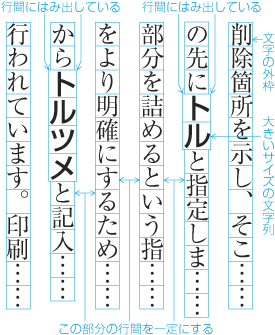 行間にはみ出している
行間にはみ出している
文字の外枠
大きいサイズの文字列
削除箇所を示し、そこ……
の先にトルと指定しま……
部分を詰めるという指……
をより明確にするため……
からトルツメと記入……
行われています。印刷……
この部分の行間を一定にする